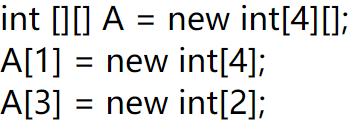 int [][] A = new int[4][];
A[1] = new int[4];
A[3] = new int[2];